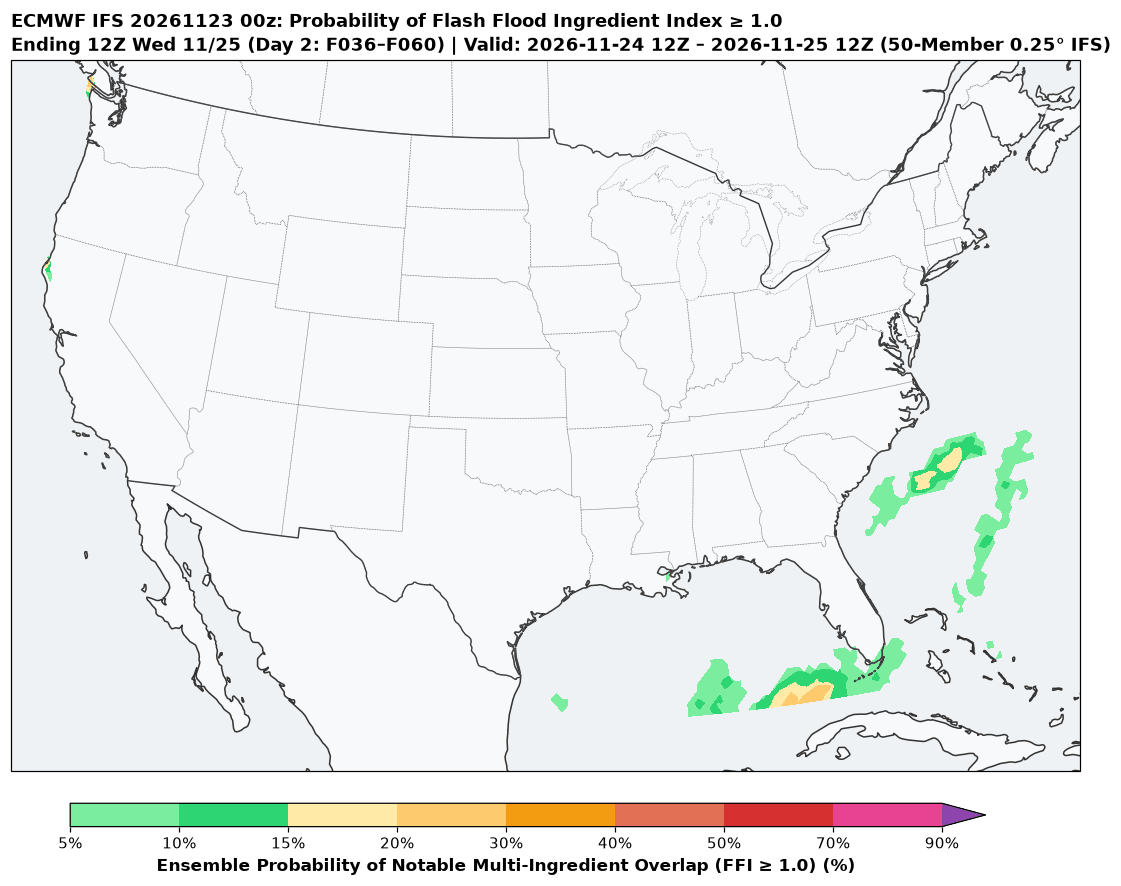 ECMWF IFS 20261123 00z: Probability of Flash Flood Ingredient Index ≥ 1.0
Ending 12Z Wed 11/25 (Day 2: F036–F060) | Valid: 2026-11-24 12Z – 2026-11-25 12Z (50-Member 0.25° IFS)
5% 10% 15% 20% 30% 40% 50% 70% 90%
Ensemble Probability of Notable Multi-Ingredient Overlap (FFI ≥ 1.0) (%)